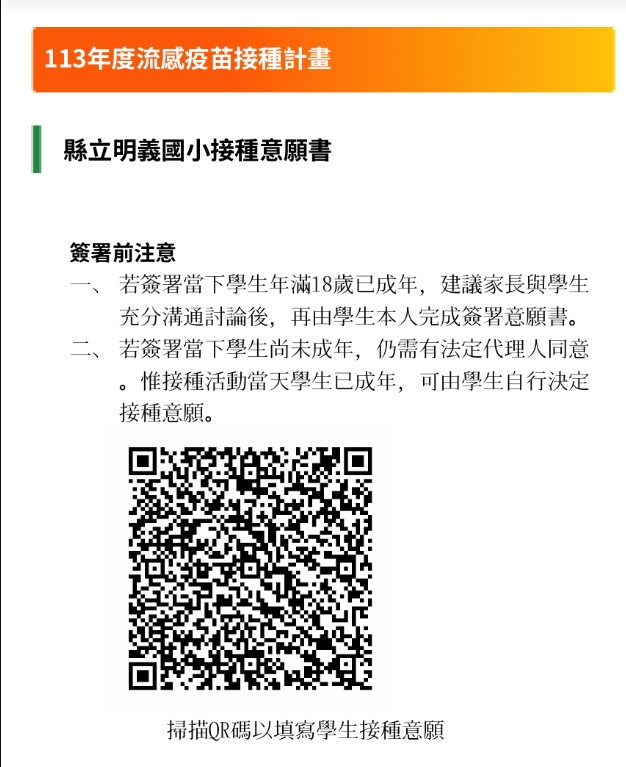 113年度流感疫苗接種計畫
縣立明義國小接種意願書
簽署前注意
一、 若簽署當下學生年滿18歲已成年，建議家長與學生
充分溝通討論後，再由學生本人完成簽署意願書。
二、 若簽署當下學生尚未成年，仍需有法定代理人同意
。惟接種活動當天學生已成年，可由學生自行決定
接種意願。
掃描QR碼以填寫學生接種意願